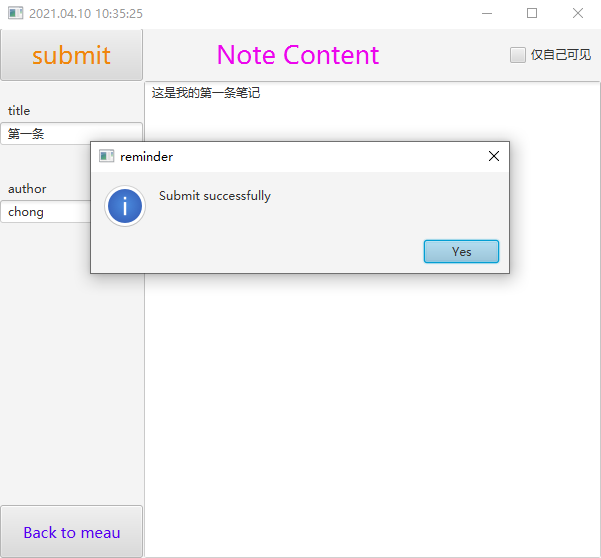 2021.04.10 10:35:25
submit
Note Content
仅自己可见
title
第一条
author
chong
这是我的第一条笔记
reminder
Submit successfully
Yes
Back to meau